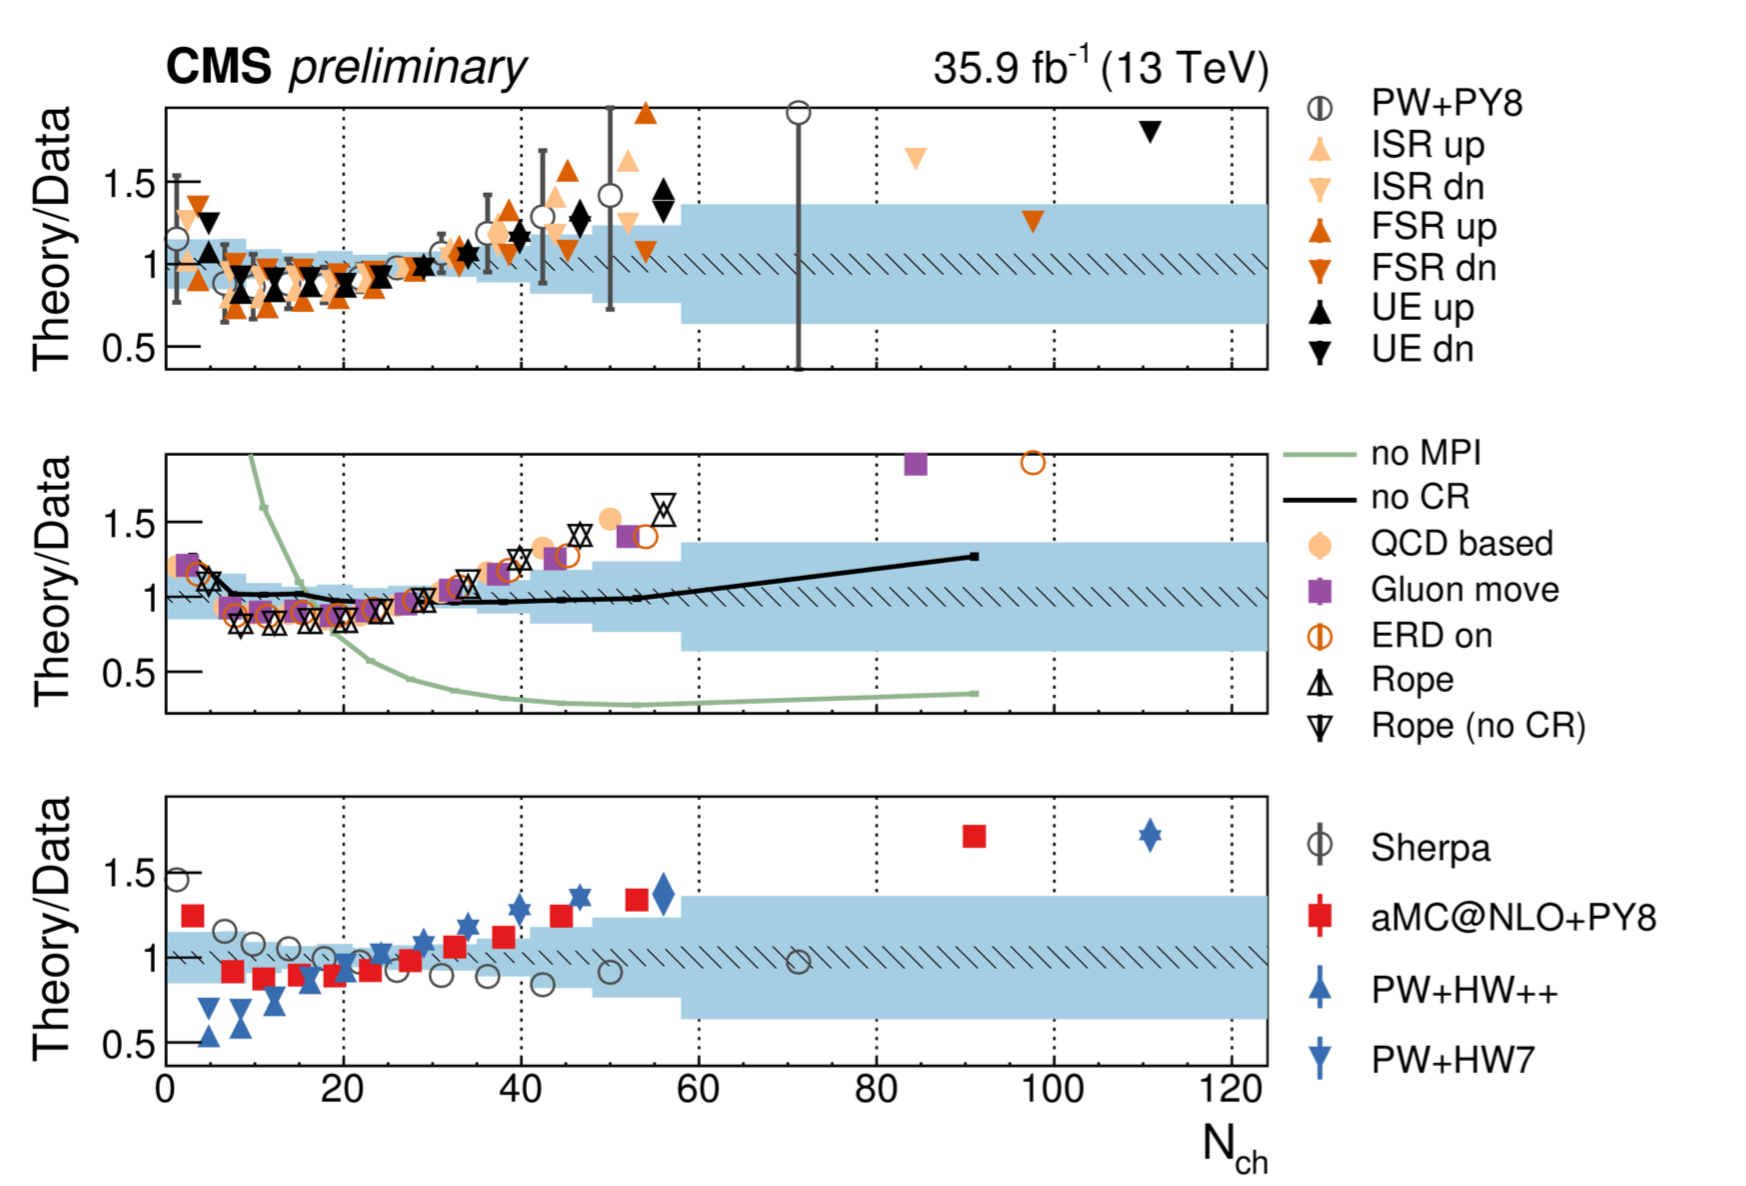 CMS preliminary 35.9 fb-1 (13 TeV)
Theory/Data
1.5
1
0.5
PW+PY8
ISR up
ISR dn
FSR up
FSR dn
UE up
UE dn
Theory/Data
1.5
1
0.5
no MPI
no CR
QCD based
Gluon move
ERD on
Rope
Rope (no CR)
Theory/Data
1.5
1
0.5
Sherpa
aMC@NLO+PY8
PW+HW++
PW+HW7
0 20 40 60 80 100 120
Nch